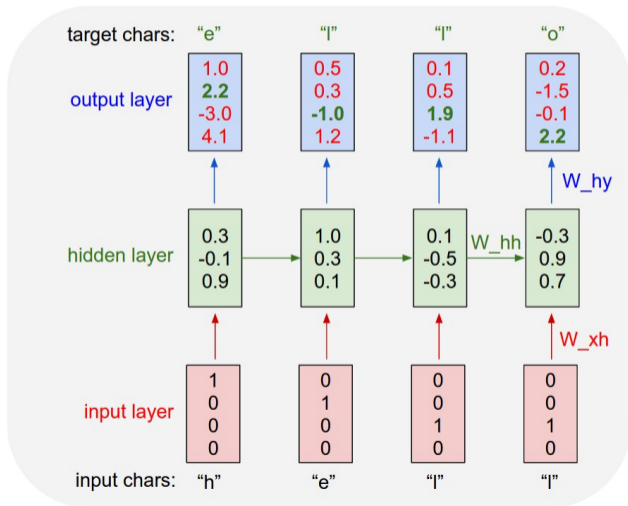 target chars: “e” “l” “l” “o”
output layer
1.0 0.5 0.1 0.2
2.2 0.3 0.5 -1.5
-3.0 -1.0 1.9 -0.1
4.1 1.2 -1.1 2.2
W_hy
hidden layer
0.3 1.0 0.1 -0.3
-0.1 0.3 -0.5 0.9
0.9 0.1 -0.3 0.7
W_hh
W_xh
input layer
1 0 0 0
0 1 0 0
0 0 1 1
0 0 0 0
input chars: “h” “e” “l” “l”